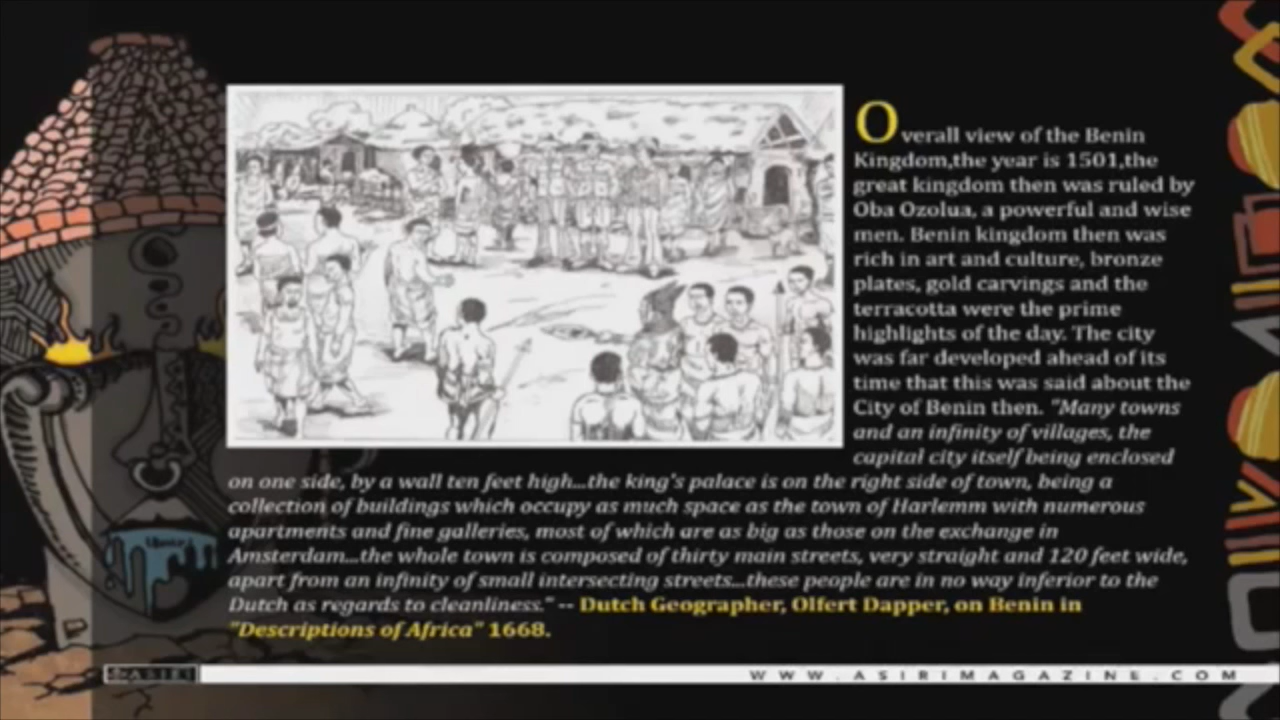 Overall view of the Benin
Kingdom,the year is 1501,the
great kingdom then was ruled by
Oba Ozolua, a powerful and wise
men. Benin kingdom then was
rich in art and culture, bronze
plates, gold carvings and the
terracotta were the prime
highlights of the day. The city
was far developed ahead of its
time that this was said about the
City of Benin then. "Many towns
and an infinity of villages, the
capital city itself being enclosed
on one side, by a wall ten feet high...the king's palace is on the right side of town, being a
collection of buildings which occupy as much space as the town of Harlemm with numerous
apartments and fine galleries, most of which are as big as those on the exchange in
Amsterdam...the whole town is composed of thirty main streets, very straight and 120 feet wide,
apart from an infinity of small intersecting streets...these people are in no way inferior to the
Dutch as regards to cleanliness." -- Dutch Geographer, Olfert Dapper, on Benin in
"Descriptions of Africa" 1668.
WWW.ASIRIMAGAZINE.COM